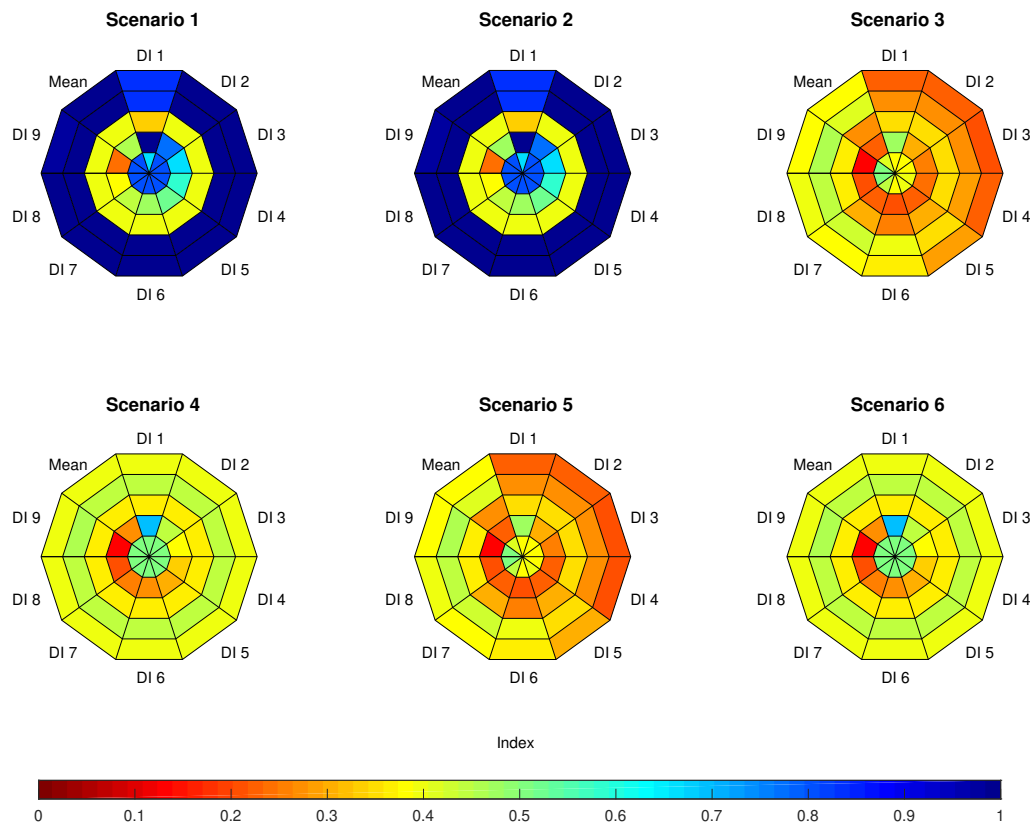 Scenario 1
Scenario 2
Scenario 3
DI 1
DI 1
DI 1
Mean
DI 2
Mean
DI 2
Mean
DI 2
DI 9
DI 3
DI 9
DI 3
DI 9
DI 3
DI 8
DI 4
DI 8
DI 4
DI 8
DI 4
DI 7
DI 5
DI 7
DI 5
DI 7
DI 5
DI 6
DI 6
DI 6
Scenario 4
Scenario 5
Scenario 6
DI 1
DI 1
DI 1
Mean
DI 2
Mean
DI 2
Mean
DI 2
DI 9
DI 3
DI 9
DI 3
DI 9
DI 3
DI 8
DI 4
DI 8
DI 4
DI 8
DI 4
DI 7
DI 5
DI 7
DI 5
DI 7
DI 5
DI 6
DI 6
DI 6
Index
0 0.1 0.2 0.3 0.4 0.5 0.6 0.7 0.8 0.9 1